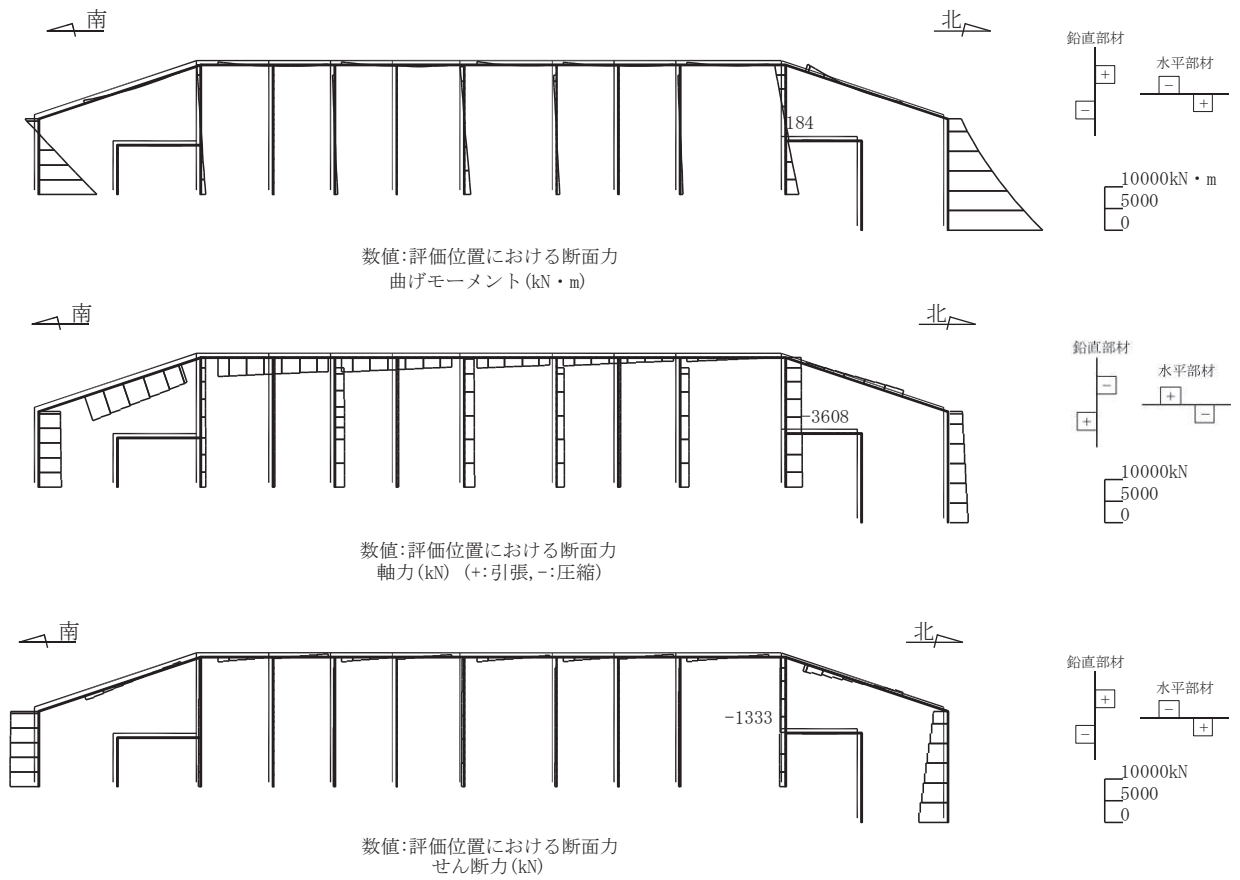 南
北
鉛直部材
+
-
水平部材
-
+
184
10000kN・m
5000
0
数値:評価位置における断面力
曲げモーメント(kN・m)
南
北
鉛直部材
-
+
水平部材
+
-
-3608
10000kN
5000
0
数値:評価位置における断面力
軸力(kN) (+:引張,-:圧縮)
南
北
鉛直部材
+
-
水平部材
-
+
-1333
10000kN
5000
0
数値:評価位置における断面力
せん断力(kN)